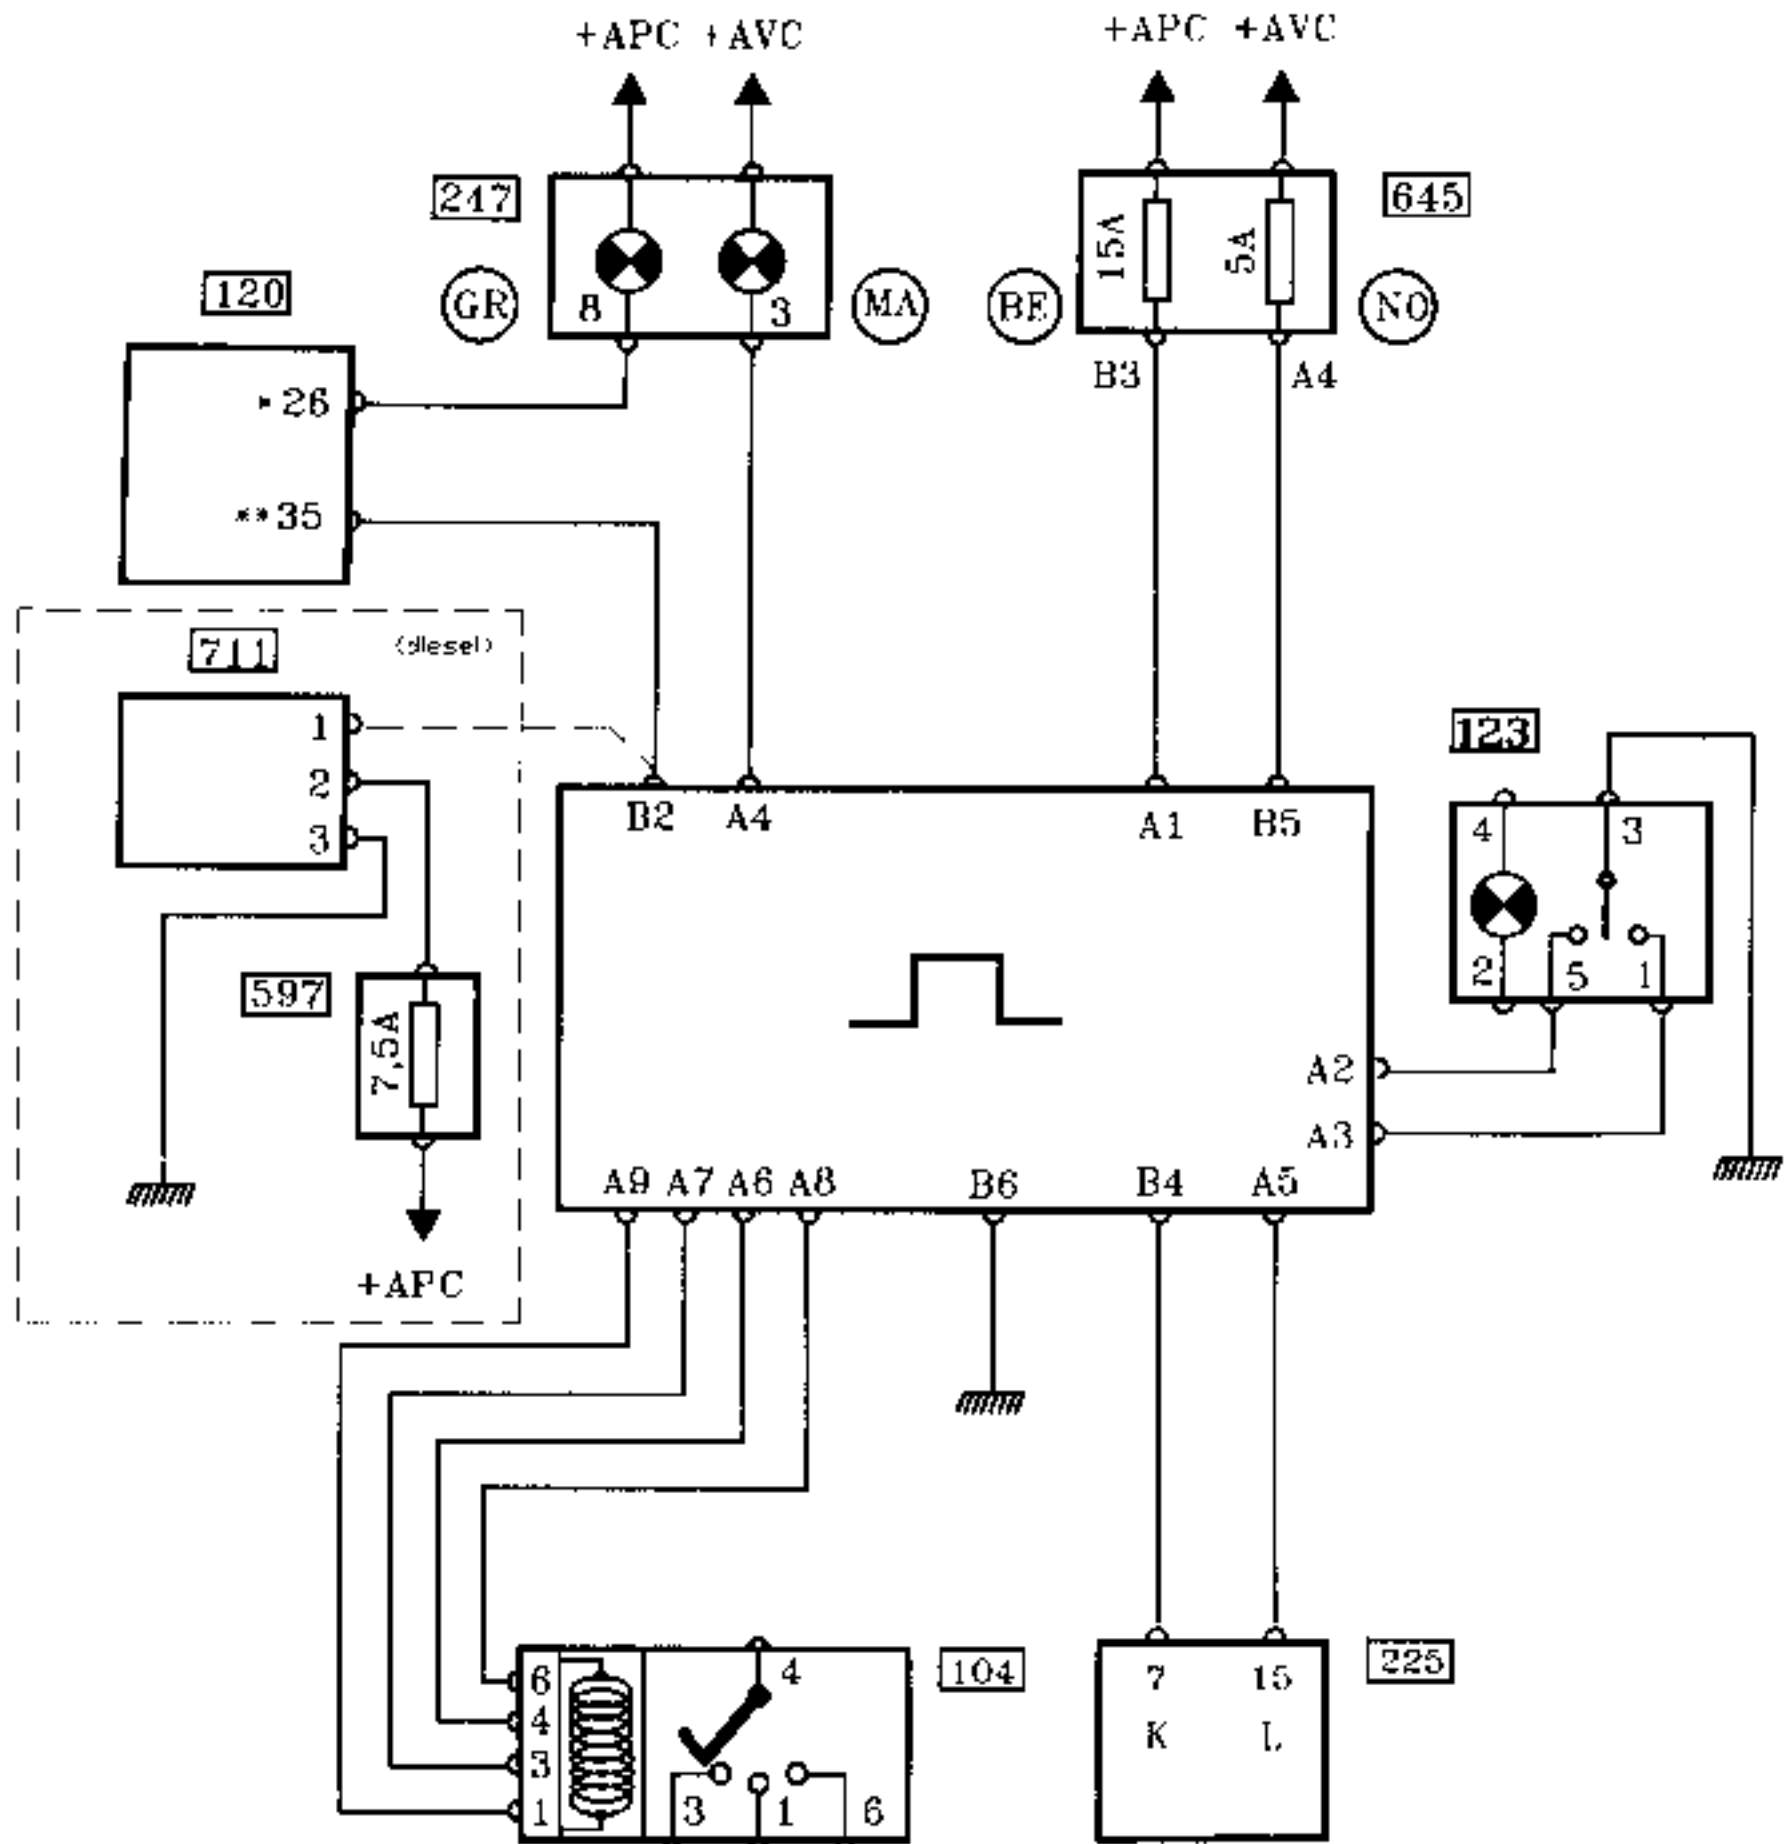 +APC +AVC
+APC +AVC
247
645
120
GR
8
3
MA
BE
15A
5A
NO
B3
A4
* 26
** 35
711
(diesel)
1
2
3
B2
A4
A1
B5
123
4
3
2
5
1
597
7,5A
A2
A3
A9
A7
A6
A8
B6
B4
A5
+APC
6
4
3
1
4
3
1
6
104
7
15
K
L
225